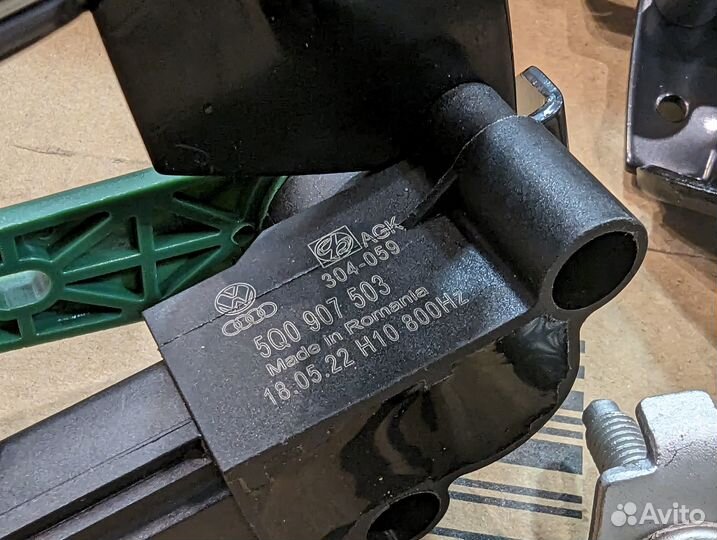 AGK
304-059
5Q0 907 503
Made in Romania
18.05.22 H10 800Hz
Avito